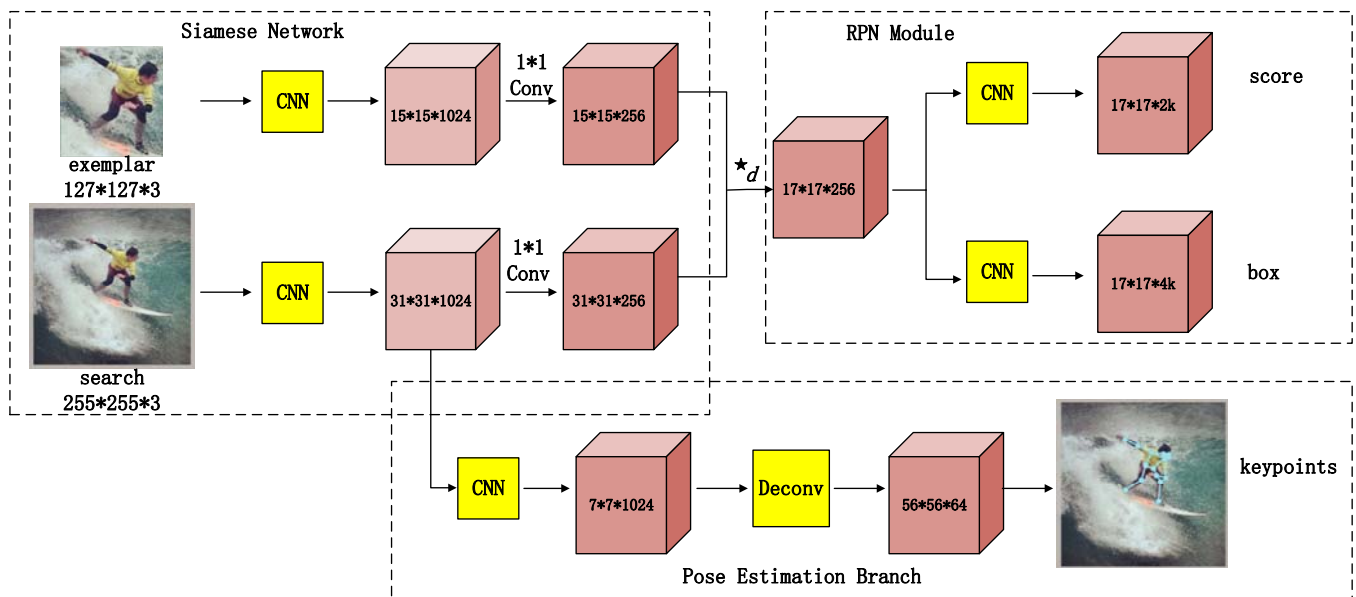 Siamese Network
exemplar
127*127*3
CNN
15*15*1024
1*1
Conv
15*15*256
search
255*255*3
CNN
31*31*1024
1*1
Conv
31*31*256
★d
RPN Module
17*17*256
CNN
17*17*2k
score
CNN
17*17*4k
box
CNN
7*7*1024
Deconv
56*56*64
keypoints
Pose Estimation Branch